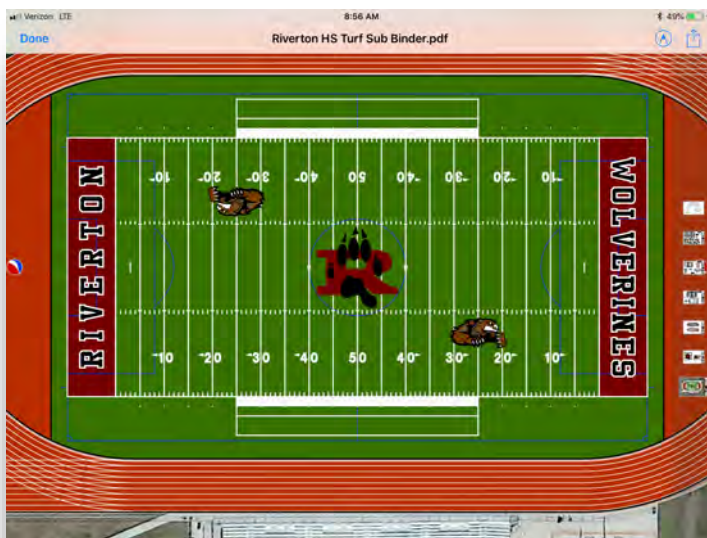 Verizon LTE
8:56 AM
49%
Done
Riverton HS Turf Sub Binder.pdf
RIVERTON
10 20 30 40 50 40 30 20 10
R
10 20 30 40 50 40 30 20 10
WOLVERINES